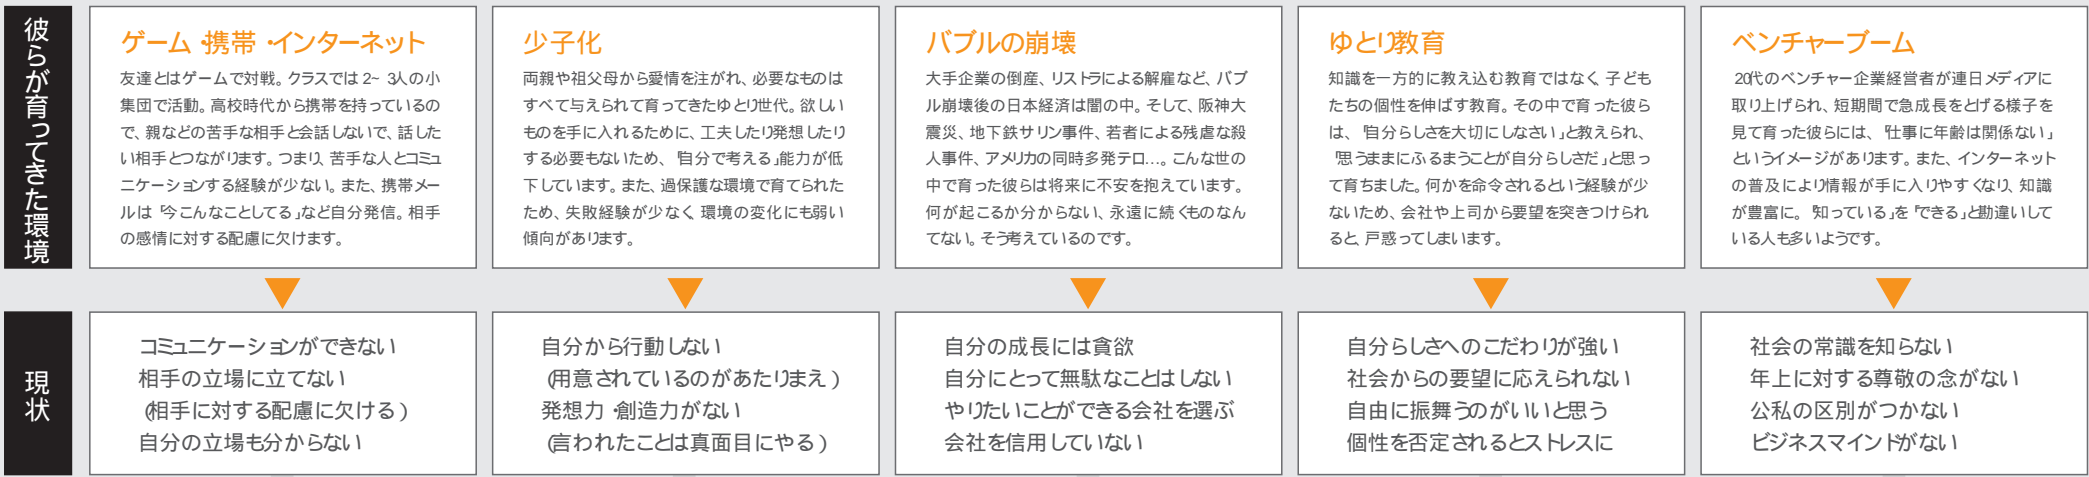 彼らが育ってきた環境
ゲーム・携帯・インターネット
友達とはゲームで対戦。クラスでは2~3人の小
集団で活動。高校時代から携帯を持っているの
で、親などの苦手な相手と会話しないで、話した
い相手とつながります。つまり、苦手な人とコミュ
ニケーションする経験が少ない。また、携帯メー
ルは「今こんなことしてる」など自分発信。相手
の感情に対する配慮に欠けます。
少子化
両親や祖父母から愛情を注がれ、必要なものは
すべて与えられて育ってきたゆとり世代。欲しい
ものを手に入れるために、工夫したり発想したり
する必要もないため、「自分で考える」能力が低
下しています。また、過保護な環境で育てられた
ため、失敗経験が少なく、環境の変化にも弱い
傾向があります。
バブルの崩壊
大手企業の倒産、リストラによる解雇など、バブ
ル崩壊後の日本経済は闇の中。そして、阪神大
震災、地下鉄サリン事件、若者による残虐な殺
人事件、アメリカの同時多発テロ…。こんな世の
中で育った彼らは将来に不安を抱えています。
何が起こるか分からない、永遠に続くものなん
てない。そう考えているのです。
ゆとり教育
知識を一方的に教え込む教育ではなく、子ども
たちの個性を伸ばす教育。その中で育った彼ら
は、「自分らしさを大切にしなさい」と教えられ、
「思うままにふるまうことが自分らしさだ」と思っ
て育ちました。何かを命令されるという経験が少
ないため、会社や上司から要望を突きつけられ
ると、戸惑ってしまいます。
ベンチャーブーム
20代のベンチャー企業経営者が連日メディアに
取り上げられ、短期間で急成長をとげる様子を
見て育った彼らには、「仕事に年齢は関係ない」
というイメージがあります。また、インターネット
の普及により情報が手に入りやすくなり、知識
が豊富に。「知っている」を「できる」と勘違いして
いる人も多いようです。
現状
コミュニケーションができない
相手の立場に立てない
(相手に対する配慮に欠ける)
自分の立場も分からない
自分から行動しない
(用意されているのがあたりまえ)
発想力・創造力がない
(言われたことは真面目にやる)
自分の成長には貪欲
自分にとって無駄なことはしない
やりたいことができる会社を選ぶ
会社を信用していない
自分らしさへのこだわりが強い
社会からの要望に応えられない
自由に振舞うのがいいと思う
個性を否定されるとストレスに
社会の常識を知らない
年上に対する尊敬の念がない
公私の区別がつかない
ビジネスマインドがない